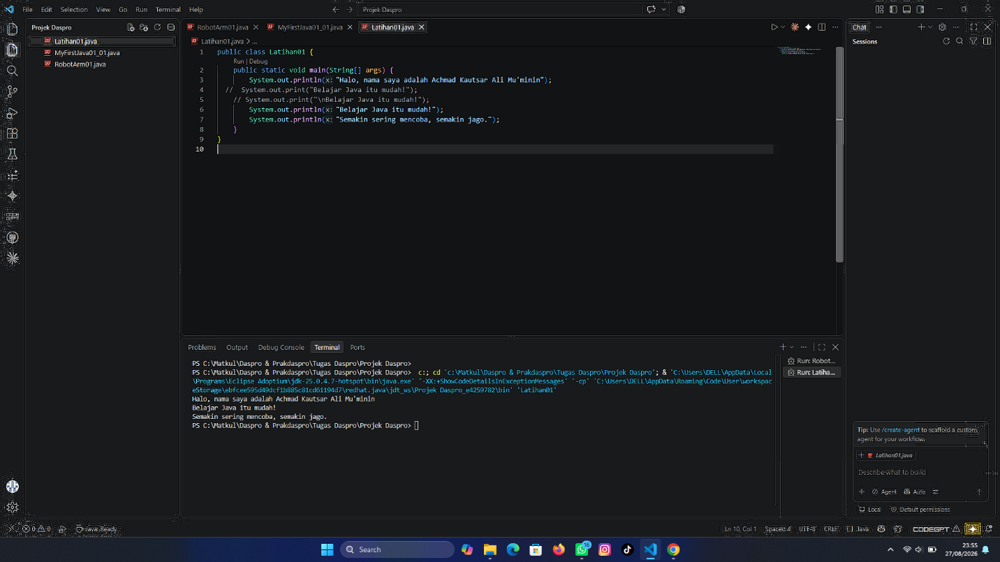 File Edit Selection View Go Run Terminal Help
Projek Daspro
Projek Daspro
Latihan01.java
MyFirstJava01_01.java
RobotArm01.java
RobotArm01.java MyFirstJava01_01.java Latihan01.java
Latihan01.java > ...
1 public class Latihan01 {
Run | Debug
2 public static void main(String[] args) {
3 System.out.println(x: "Halo, nama saya adalah Achmad Kautsar Ali Mu'minin");
4 // System.out.print("Belajar Java itu mudah!");
5 // System.out.print("\nBelajar Java itu mudah!");
6 System.out.println(x: "Belajar Java itu mudah!");
7 System.out.println(x: "Semakin sering mencoba, semakin jago.");
8 }
9 }
10
Problems Output Debug Console Terminal Ports
PS C:\Matkul\Daspro & Prakdaspro\Tugas Daspro\Projek Daspro>
PS C:\Matkul\Daspro & Prakdaspro\Tugas Daspro\Projek Daspro> c:; cd 'c:\Matkul\Daspro & Prakdaspro\Tugas Daspro\Projek Daspro'; & 'C:\Users\DELL\AppData\Local
\Programs\Eclipse Adoptium\jdk-25.0.4.7-hotspot\bin\java.exe' '-XX:+ShowCodeDetailsInExceptionMessages' '-cp' 'C:\Users\DELL\AppData\Roaming\Code\User\workspac
eStorage\ebfcee595d49dcf1b885c81cd61194d7\redhat.java\jdt_ws\Projek Daspro_e4259782\bin' 'Latihan01'
Halo, nama saya adalah Achmad Kautsar Ali Mu'minin
Belajar Java itu mudah!
Semakin sering mencoba, semakin jago.
PS C:\Matkul\Daspro & Prakdaspro\Tugas Daspro\Projek Daspro>
Run: Robot...
Run: Latiha...
Chat
Sessions
Tip: Use /create-agent to scaffold a custom
agent for your workflow.
Latihan01.java
Describe what to build
Agent Auto
Local Default permissions
0 0 Java: Ready
Ln 10, Col 1 Spaces: 4 UTF-8 CRLF {} Java CODEGPT
Search
16
23:55
27/08/2026